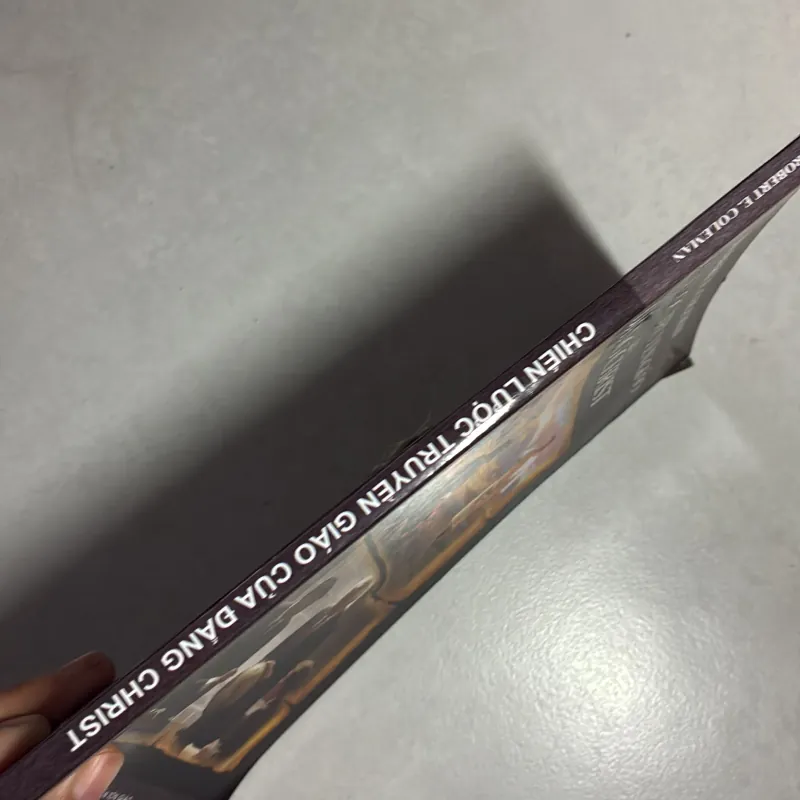 ROBERT E. COLEMAN
CHIẾN LƯỢC TRUYỀN GIÁO CỦA ĐẤNG CHRIST